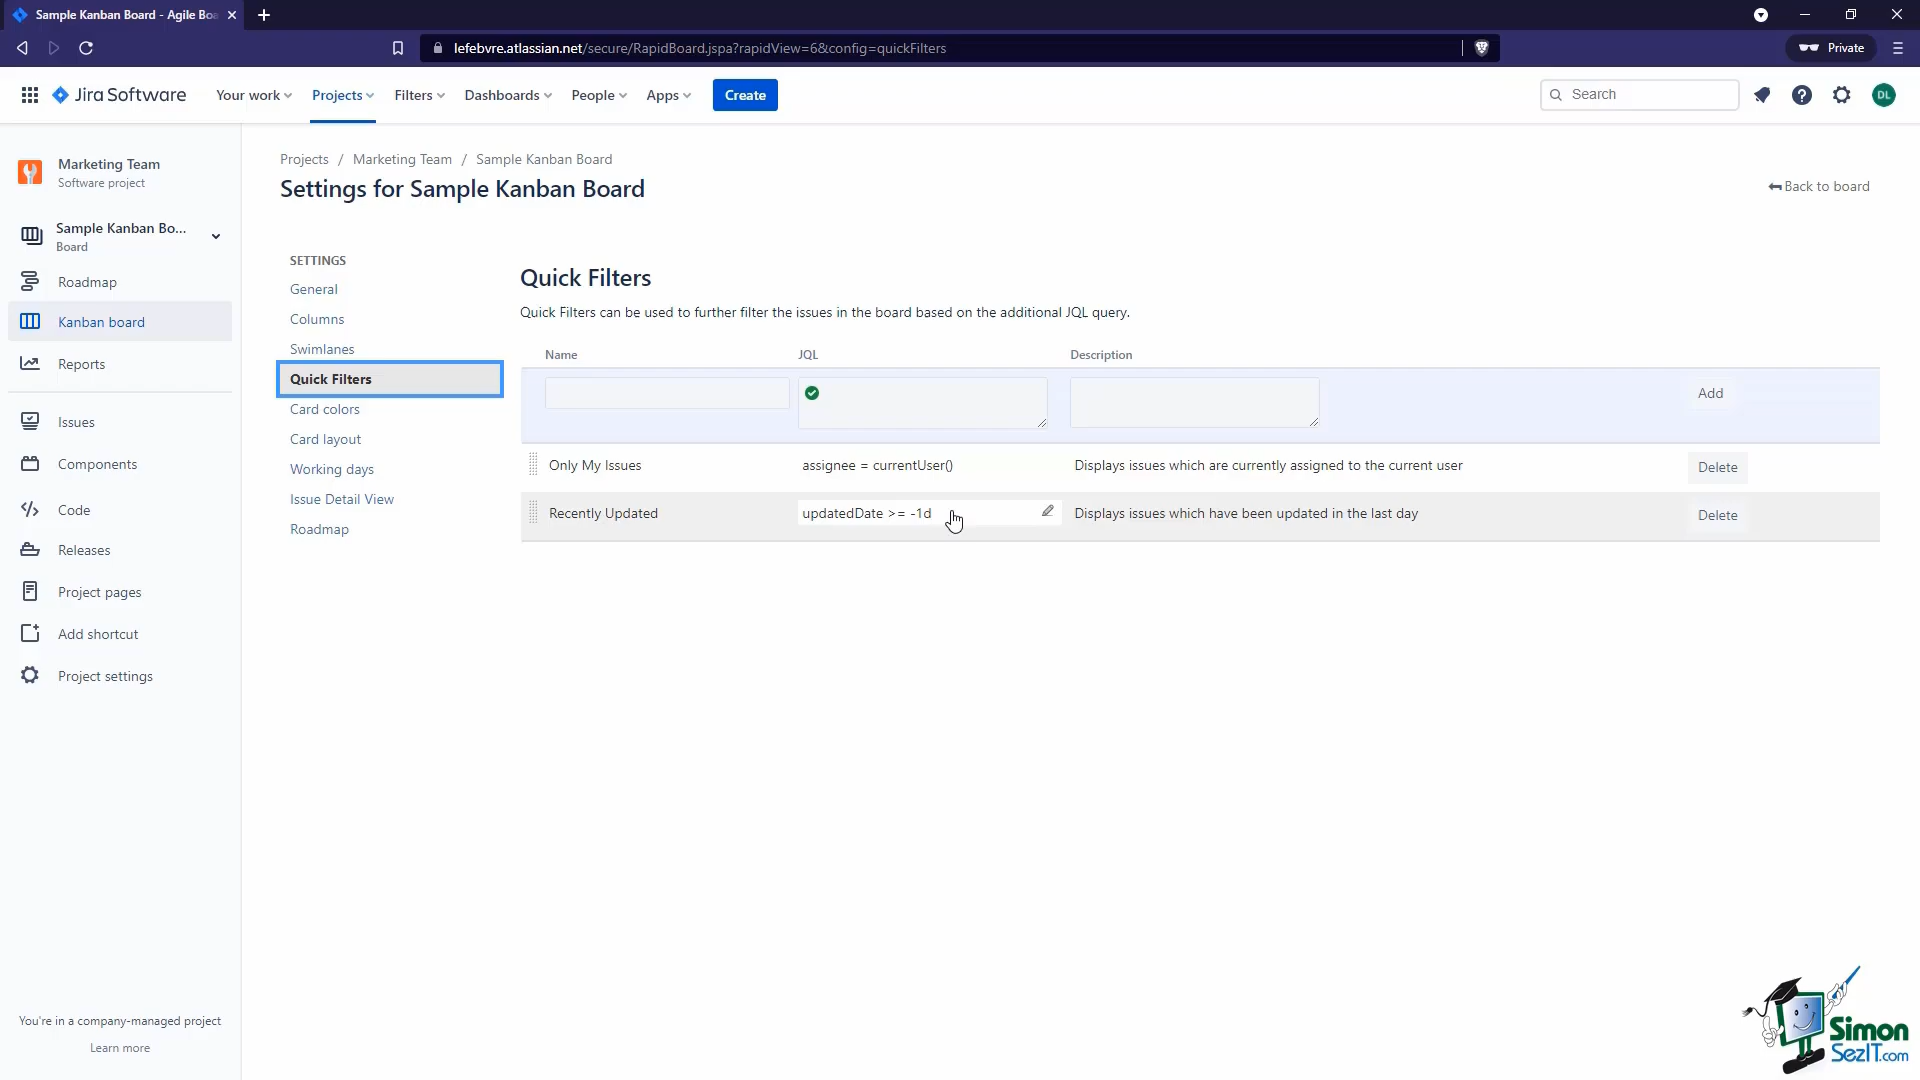 Sample Kanban Board - Agile Boa
lefebvre.atlassian.net/secure/RapidBoard.jspa?rapidView=6&config=quickFilters
Private
Jira Software
Your work
Projects
Filters
Dashboards
People
Apps
Create
Search
DL
Marketing Team
Software project
Sample Kanban Bo...
Board
Roadmap
Kanban board
Reports
Issues
Components
Code
Releases
Project pages
Add shortcut
Project settings
You're in a company-managed project
Learn more
Projects / Marketing Team / Sample Kanban Board
Settings for Sample Kanban Board
Back to board
SETTINGS
General
Columns
Swimlanes
Quick Filters
Card colors
Card layout
Working days
Issue Detail View
Roadmap
Quick Filters
Quick Filters can be used to further filter the issues in the board based on the additional JQL query.
Name JQL Description
Add
Only My Issues assignee = currentUser() Displays issues which are currently assigned to the current user Delete
Recently Updated updatedDate >= -1d Displays issues which have been updated in the last day Delete
Simon
SezIT.com